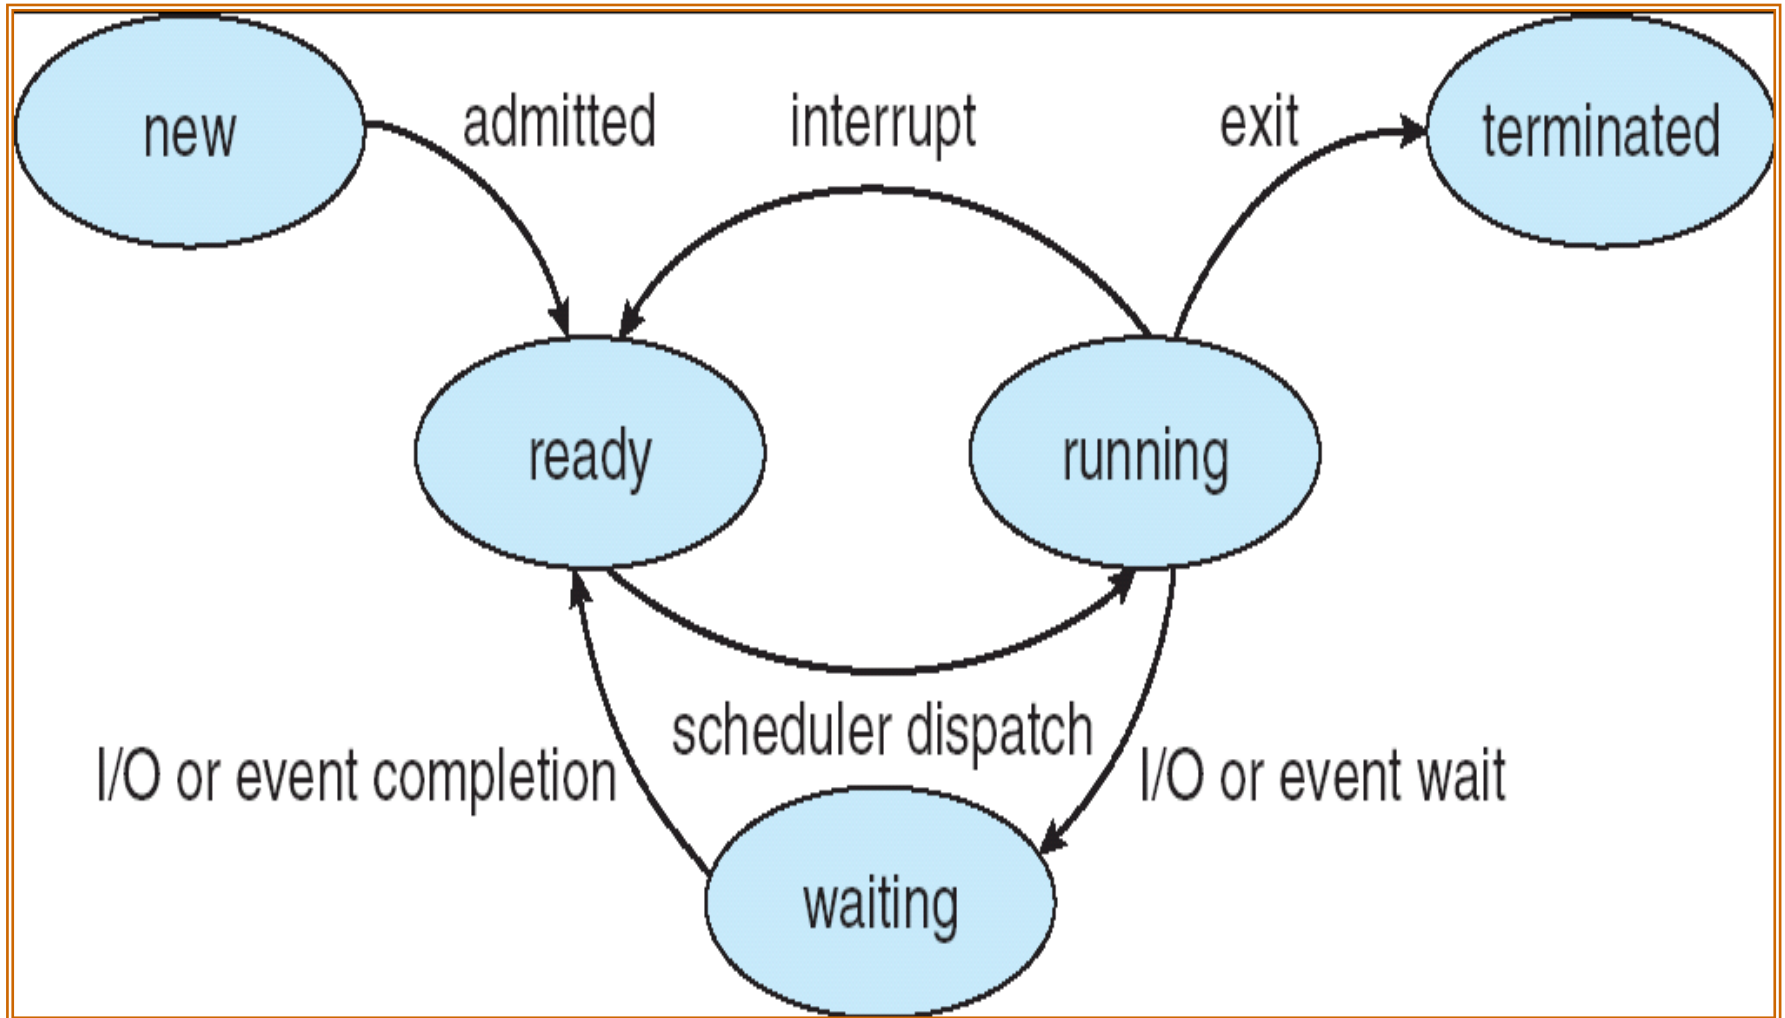 new
admitted
interrupt
exit
terminated
ready
running
scheduler dispatch
I/O or event completion
I/O or event wait
waiting